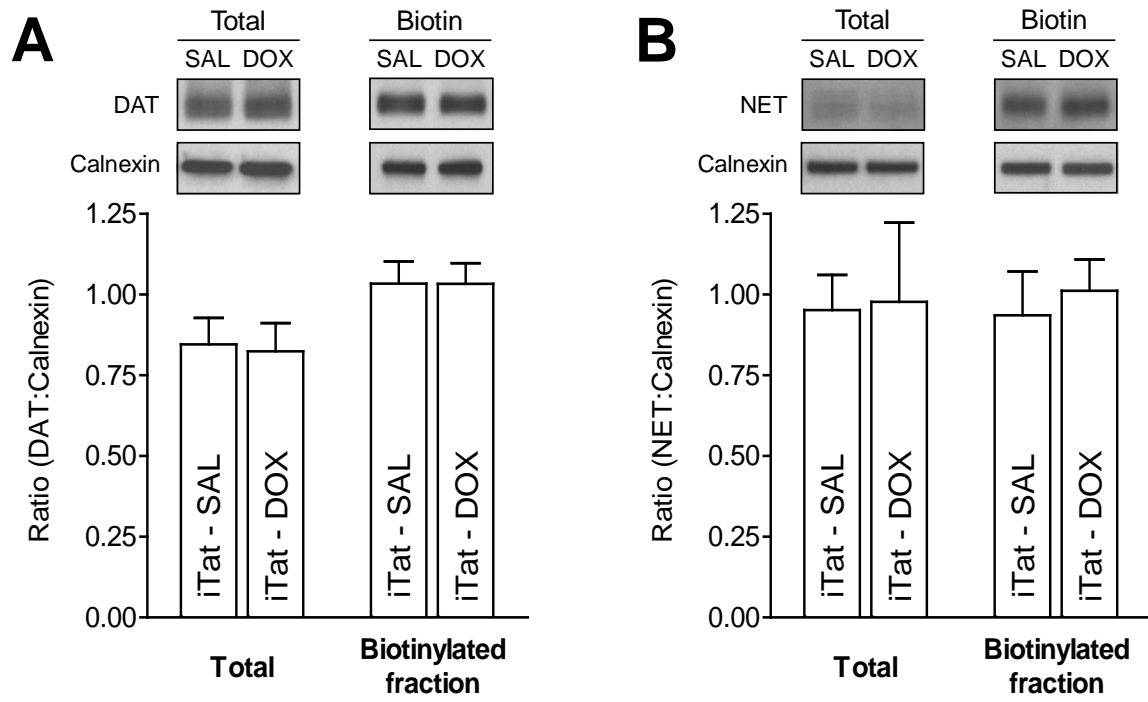 A
Total
Biotin
SAL DOX
SAL DOX
DAT
Calnexin
1.25
1.00
0.75
0.50
0.25
0.00
Ratio (DAT:Calnexin)
iTat - SAL
iTat - DOX
iTat - SAL
iTat - DOX
Total
Biotinylated
fraction
B
Total
Biotin
SAL DOX
SAL DOX
NET
Calnexin
1.25
1.00
0.75
0.50
0.25
0.00
Ratio (NET:Calnexin)
iTat - SAL
iTat - DOX
iTat - SAL
iTat - DOX
Total
Biotinylated
fraction